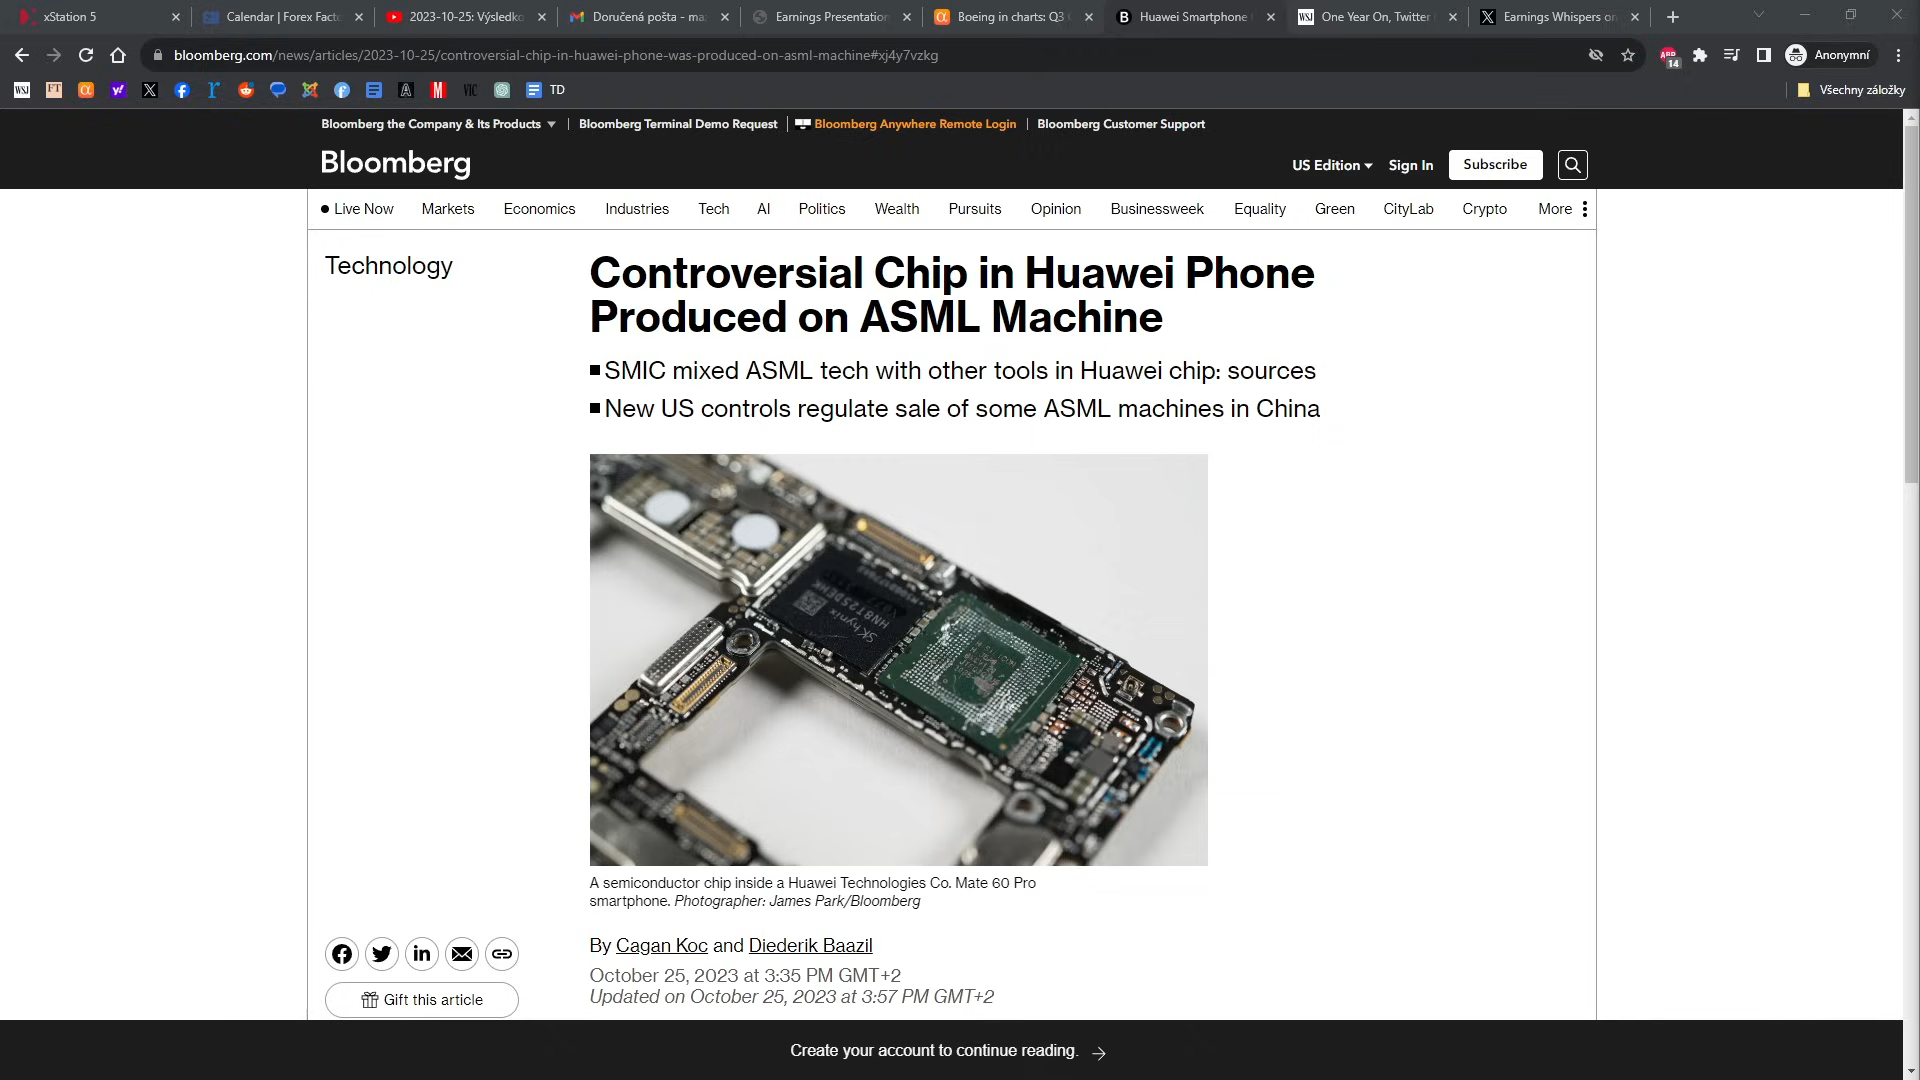 xStation 5
Calendar | Forex Factu
2023-10-25: Výsledko
Doručená pošta - ma
Earnings Presentation
Boeing in charts: Q3
Huawei Smartphone
WSJ One Year On, Twitter
Earnings Whispers on
bloomberg.com/news/articles/2023-10-25/controversial-chip-in-huawei-phone-was-produced-on-asml-machine#xj4y7vzkg
ABP 14
Anonymní
WSJ FT TD
Všechny záložky
Bloomberg the Company & Its Products
Bloomberg Terminal Demo Request
Bloomberg Anywhere Remote Login
Bloomberg Customer Support
Bloomberg
US Edition
Sign In
Subscribe
Live Now Markets Economics Industries Tech AI Politics Wealth Pursuits Opinion Businessweek Equality Green CityLab Crypto More
Technology
Controversial Chip in Huawei Phone
Produced on ASML Machine
SMIC mixed ASML tech with other tools in Huawei chip: sources
New US controls regulate sale of some ASML machines in China
SK hynix
HN8T25DEHK
A semiconductor chip inside a Huawei Technologies Co. Mate 60 Pro
smartphone. Photographer: James Park/Bloomberg
By Cagan Koc and Diederik Baazil
October 25, 2023 at 3:35 PM GMT+2
Updated on October 25, 2023 at 3:57 PM GMT+2
Gift this article
Create your account to continue reading.